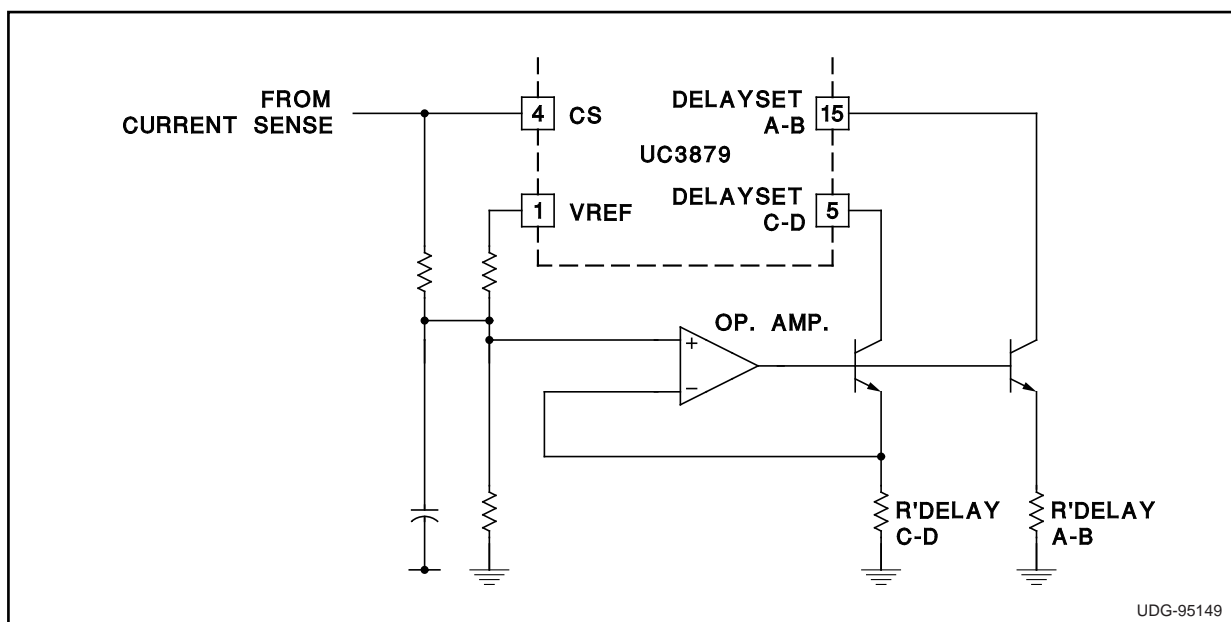 FROM
CURRENT SENSE
4
CS
DELAYSET
A-B
15
UC3879
1
VREF
DELAYSET
C-D
5
OP. AMP.
+
−
R'DELAY
C-D
R'DELAY
A-B
UDG-95149